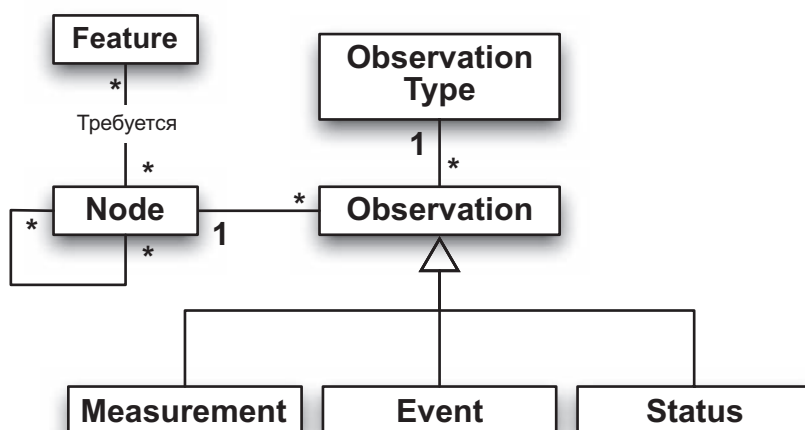 Feature
*
Требуется
*
Observation
Type
1
*
Node
*
*
1
*
Observation
Measurement
Event
Status